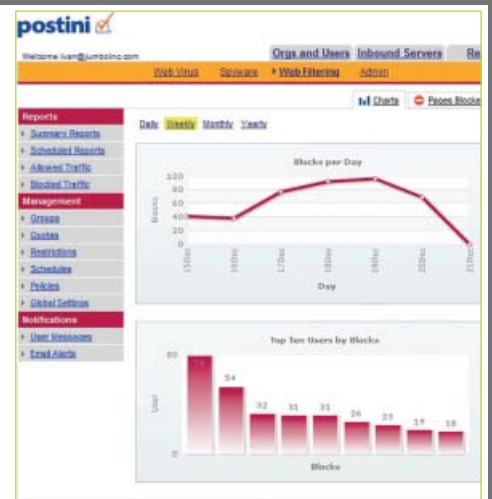 postini
Welcome ivan@jumboinc.com
Orgs and Users Inbound Servers Re
Web Virus Spyware Web Filtering Admin
Charts Pages Blocke
Reports
Summary Reports
Scheduled Reports
Allowed Traffic
Blocked Traffic
Management
Groups
Quotas
Restrictions
Schedules
Policies
Global Settings
Notifications
User Messages
Email Alerts
Daily Weekly Monthly Yearly
Blocks per Day
100
80
60
40
20
0
Blocks
15Dec 16Dec 17Dec 18Dec 19Dec 20Dec 21Dec
Day
Top Ten Users by Blocks
80
0
User
54 32 31 31 26 23 19 18
Blocks